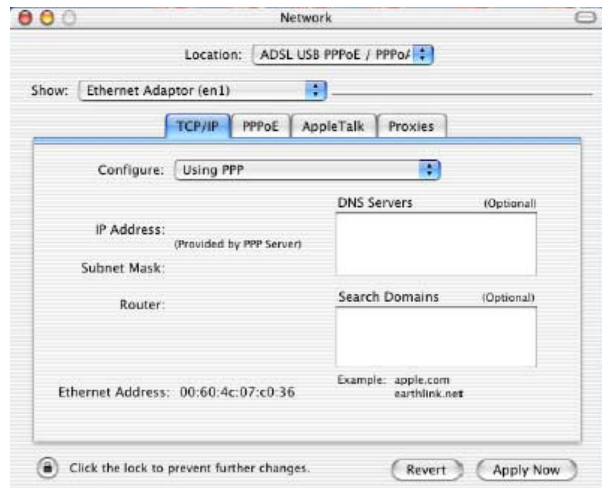 Network
Location: ADSL USB PPPoE / PPPoA
Show: Ethernet Adaptor (en1)
TCP/IP PPPoE AppleTalk Proxies
Configure: Using PPP
DNS Servers (Optional)
IP Address:
(Provided by PPP Server)
Subnet Mask:
Router:
Search Domains (Optional)
Example: apple.com
earthlink.net
Ethernet Address: 00:60:4c:07:c0:36
Click the lock to prevent further changes.
Revert Apply Now